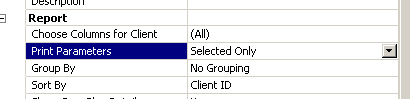 Description
Report
Choose Columns for Client (All)
Print Parameters Selected Only
Group By No Grouping
Sort By Client ID